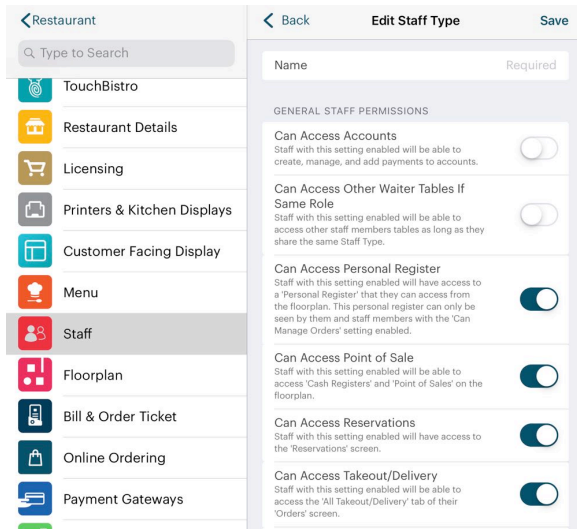 Restaurant
Type to Search
TouchBistro
Restaurant Details
Licensing
Printers & Kitchen Displays
Customer Facing Display
Menu
Staff
Floorplan
Bill & Order Ticket
Online Ordering
Payment Gateways
Back
Edit Staff Type
Save
Name
Required
GENERAL STAFF PERMISSIONS
Can Access Accounts
Staff with this setting enabled will be able to
create, manage, and add payments to accounts.
Can Access Other Waiter Tables If
Same Role
Staff with this setting enabled will be able to
access other staff members tables as long as they
share the same Staff Type.
Can Access Personal Register
Staff with this setting enabled will have access to
a 'Personal Register' that they can access from
the floorplan. This personal register can only be
seen by them and staff members with the 'Can
Manage Orders' setting enabled.
Can Access Point of Sale
Staff with this setting enabled will be able to
access 'Cash Registers' and 'Point of Sales' on the
floorplan.
Can Access Reservations
Staff with this setting enabled will have access to
the 'Reservations' screen.
Can Access Takeout/Delivery
Staff with this setting enabled will be able to
access the 'All Takeout/Delivery' tab of their
'Orders' screen.